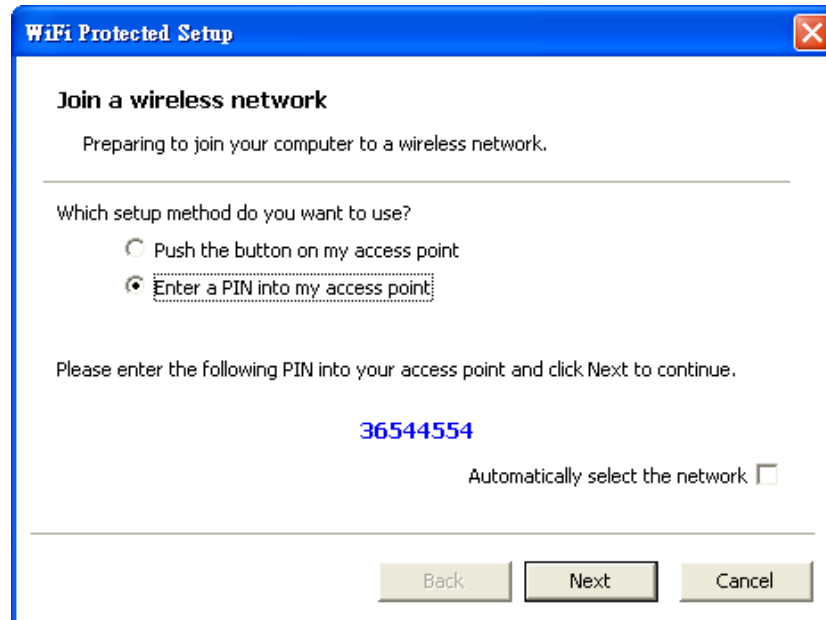 WiFi Protected Setup
Join a wireless network
Preparing to join your computer to a wireless network.
Which setup method do you want to use?
Push the button on my access point
Enter a PIN into my access point
Please enter the following PIN into your access point and click Next to continue.
36544554
Automatically select the network
Back Next Cancel